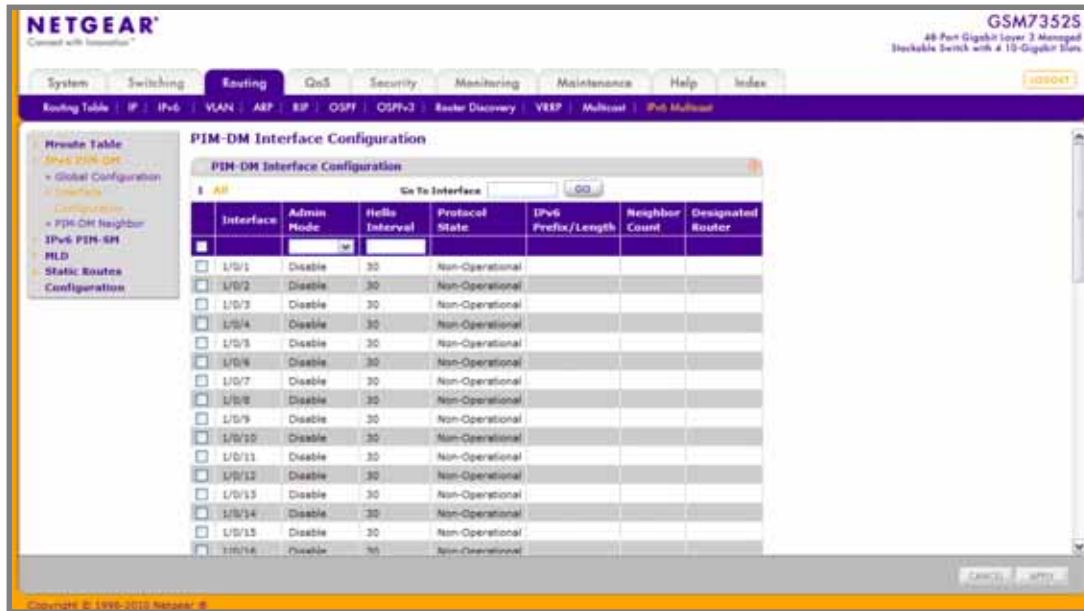 NETGEAR®
Connect with Innovation™
GSM7352S
48-Port Gigabit Layer 3 Managed
Stackable Switch with 4 10-Gigabit Slots
System Switching Routing QoS Security Monitoring Maintenance Help Index
LOGOUT
Routing Table | IP | IPv6 | VLAN | ARP | RIP | OSPF | OSPFv3 | Router Discovery | VRRP | Multicast | IPv6 Multicast
Mroute Table
IPv6 PIM-DM
Global Configuration
Interface
Configuration
PIM-DM Neighbor
IPv6 PIM-SM
MLD
Static Routes
Configuration
PIM-DM Interface Configuration
PIM-DM Interface Configuration
1 All Go To Interface GO
Interface Admin Mode Hello Interval Protocol State IPv6 Prefix/Length Neighbor Count Designated Router
1/0/1 Disable 30 Non-Operational
1/0/2 Disable 30 Non-Operational
1/0/3 Disable 30 Non-Operational
1/0/4 Disable 30 Non-Operational
1/0/5 Disable 30 Non-Operational
1/0/6 Disable 30 Non-Operational
1/0/7 Disable 30 Non-Operational
1/0/8 Disable 30 Non-Operational
1/0/9 Disable 30 Non-Operational
1/0/10 Disable 30 Non-Operational
1/0/11 Disable 30 Non-Operational
1/0/12 Disable 30 Non-Operational
1/0/13 Disable 30 Non-Operational
1/0/14 Disable 30 Non-Operational
1/0/15 Disable 30 Non-Operational
1/0/16 Disable 30 Non-Operational
CANCEL APPLY
Copyright © 1996-2010 Netgear ®